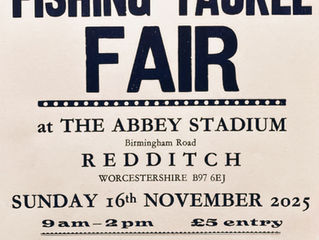 FISHING TACKLE
FAIR
at THE ABBEY STADIUM
Birmingham Road
REDDITCH
WORCESTERSHIRE B97 6EJ
SUNDAY 16th NOVEMBER 2025
9am-2pm £5 entry